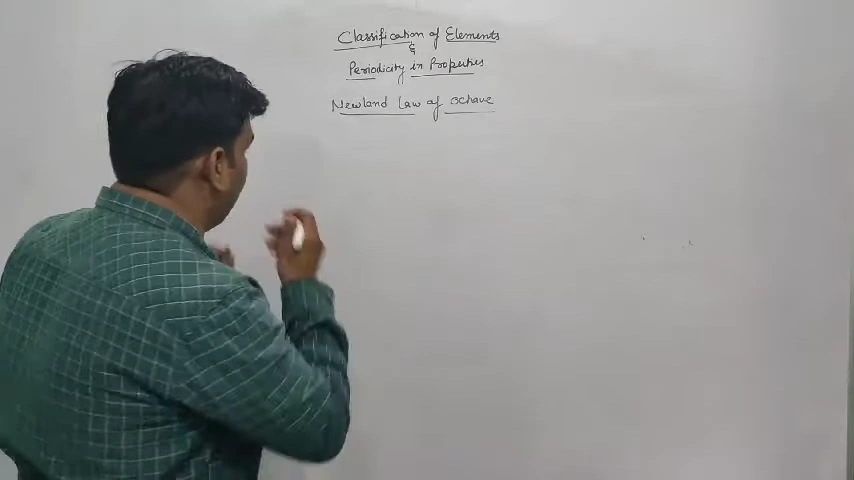 Classification of Elements
&
Periodicity in Properties
Newland Law of Octave